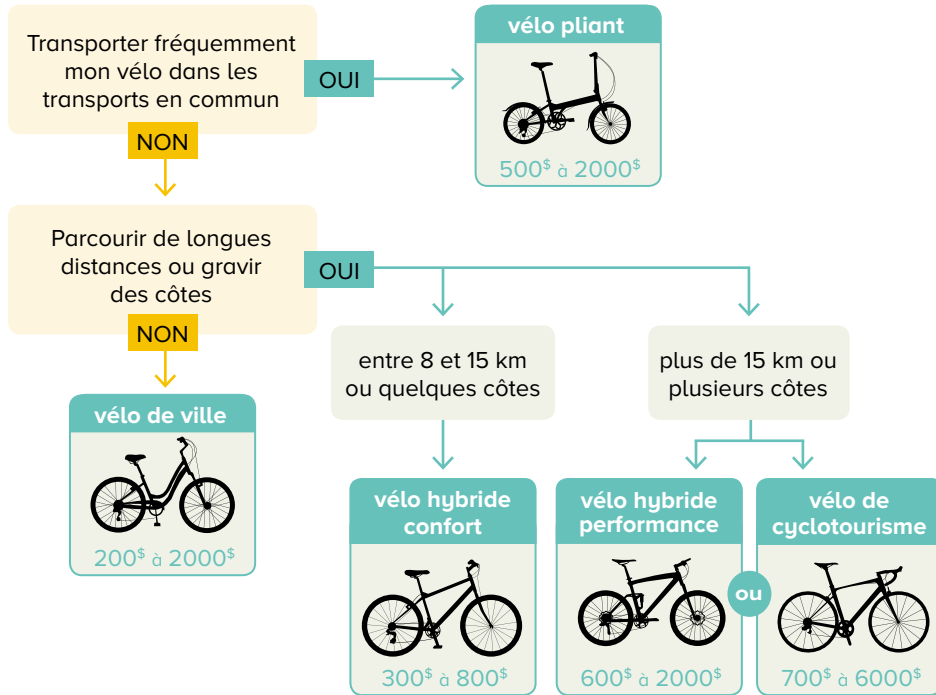 Transporter fréquemment
mon vélo dans les
transports en commun
OUI
vélo pliant
500$ à 2000$
NON
Parcourir de longues
distances ou gravir
des côtes
OUI
NON
entre 8 et 15 km
ou quelques côtes
plus de 15 km ou
plusieurs côtes
vélo de ville
200$ à 2000$
vélo hybride
confort
300$ à 800$
vélo hybride
performance
600$ à 2000$
ou
vélo de
cyclotourisme
700$ à 6000$